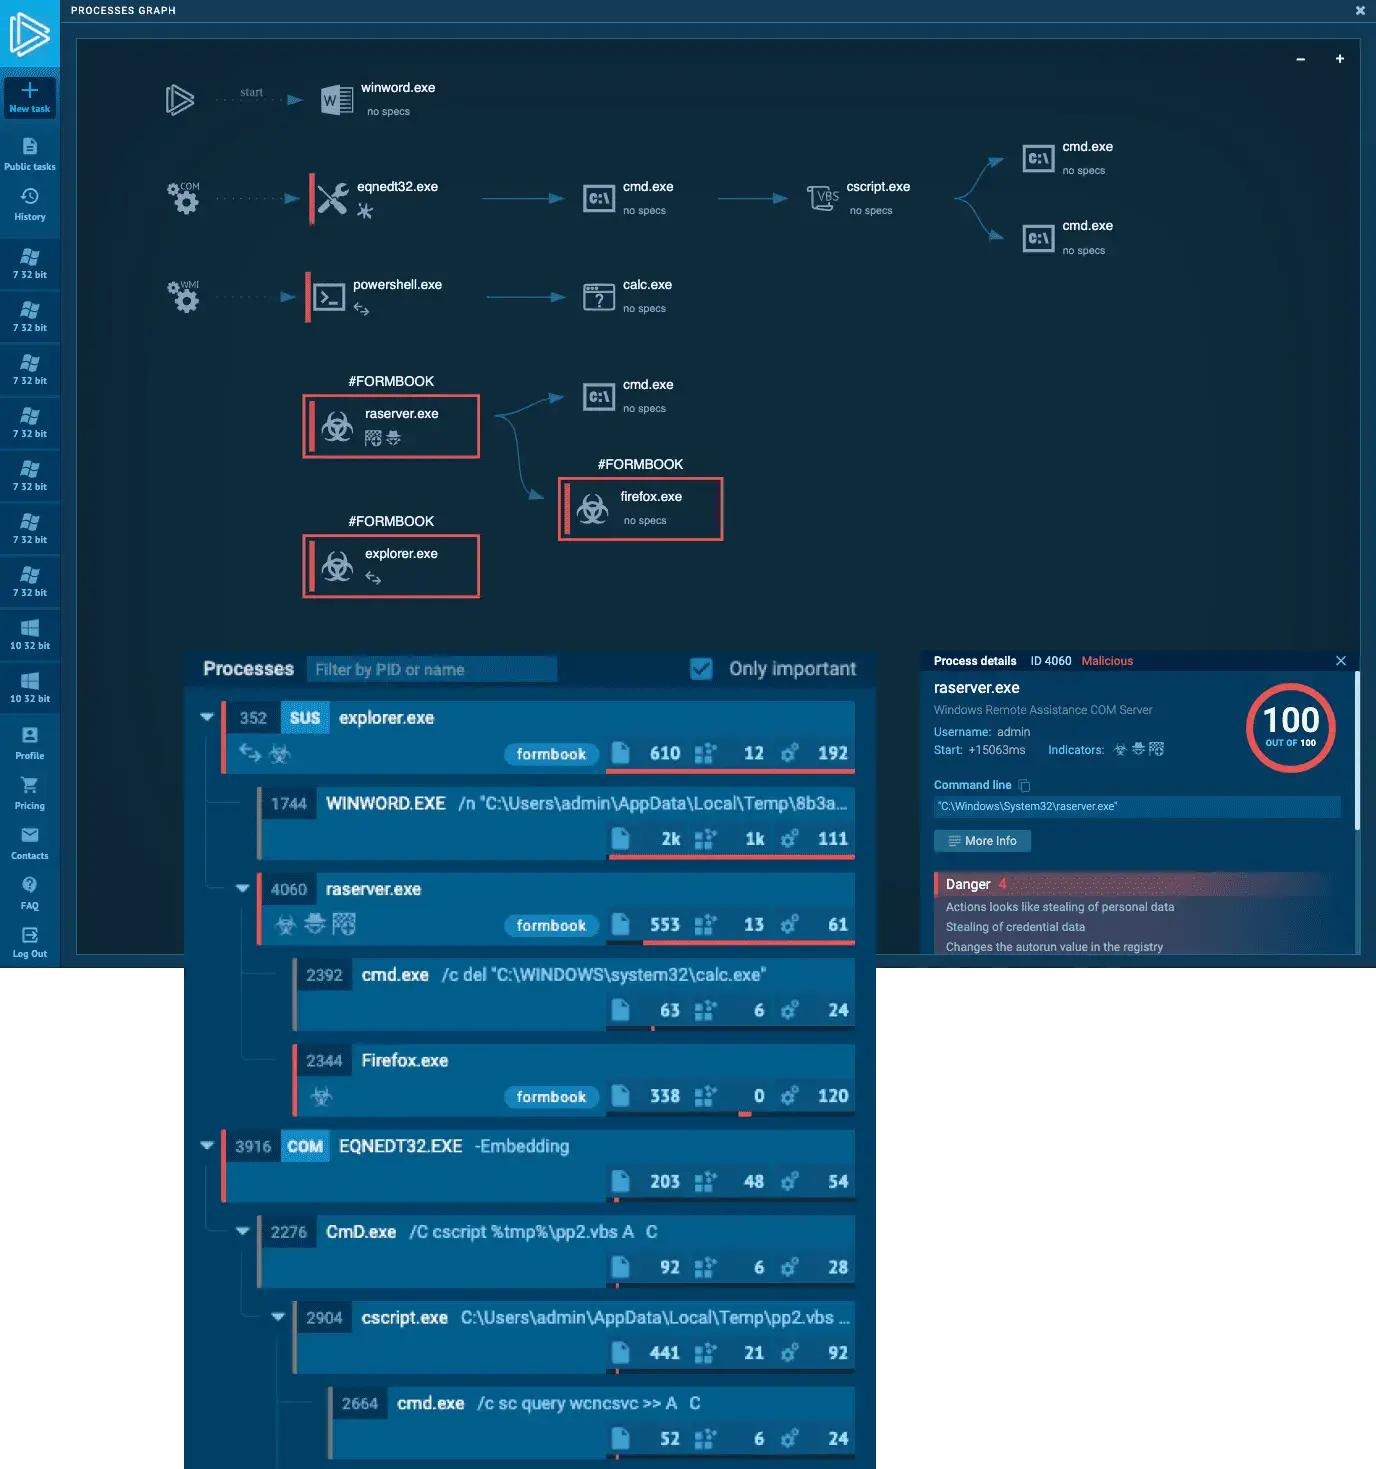 PROCESSES GRAPH
New task
Public tasks
History
7 32 bit
7 32 bit
7 32 bit
7 32 bit
7 32 bit
7 32 bit
7 32 bit
10 32 bit
10 32 bit
Profile
Pricing
Contacts
FAQ
Log Out
start
winword.exe
no specs
COM
eqnedt32.exe
C:\
cmd.exe
no specs
VBS
cscript.exe
no specs
C:\
cmd.exe
no specs
C:\
cmd.exe
no specs
WMI
powershell.exe
calc.exe
no specs
#FORMBOOK
raserver.exe
C:\
cmd.exe
no specs
#FORMBOOK
firefox.exe
no specs
#FORMBOOK
explorer.exe
Processes Filter by PID or name Only important
352 SUS explorer.exe
formbook 610 12 192
1744 WINWORD.EXE /n "C:\Users\admin\AppData\Local\Temp\8b3a...
2k 1k 111
4060 raserver.exe
formbook 553 13 61
2392 cmd.exe /c del "C:\WINDOWS\system32\calc.exe"
63 6 24
2344 Firefox.exe
formbook 338 0 120
3916 COM EQNEDT32.EXE -Embedding
203 48 54
2276 CmD.exe /C cscript %tmp%\pp2.vbs A C
92 6 28
2904 cscript.exe C:\Users\admin\AppData\Local\Temp\pp2.vbs ...
441 21 92
2664 cmd.exe /c sc query wcncsvc >> A C
52 6 24
Process details ID 4060 Malicious
raserver.exe
Windows Remote Assistance COM Server
Username: admin
Start: +15063ms Indicators:
100
OUT OF 100
Command line
"C:\Windows\System32\raserver.exe"
More Info
Danger 4
Actions looks like stealing of personal data
Stealing of credential data
Changes the autorun value in the registry